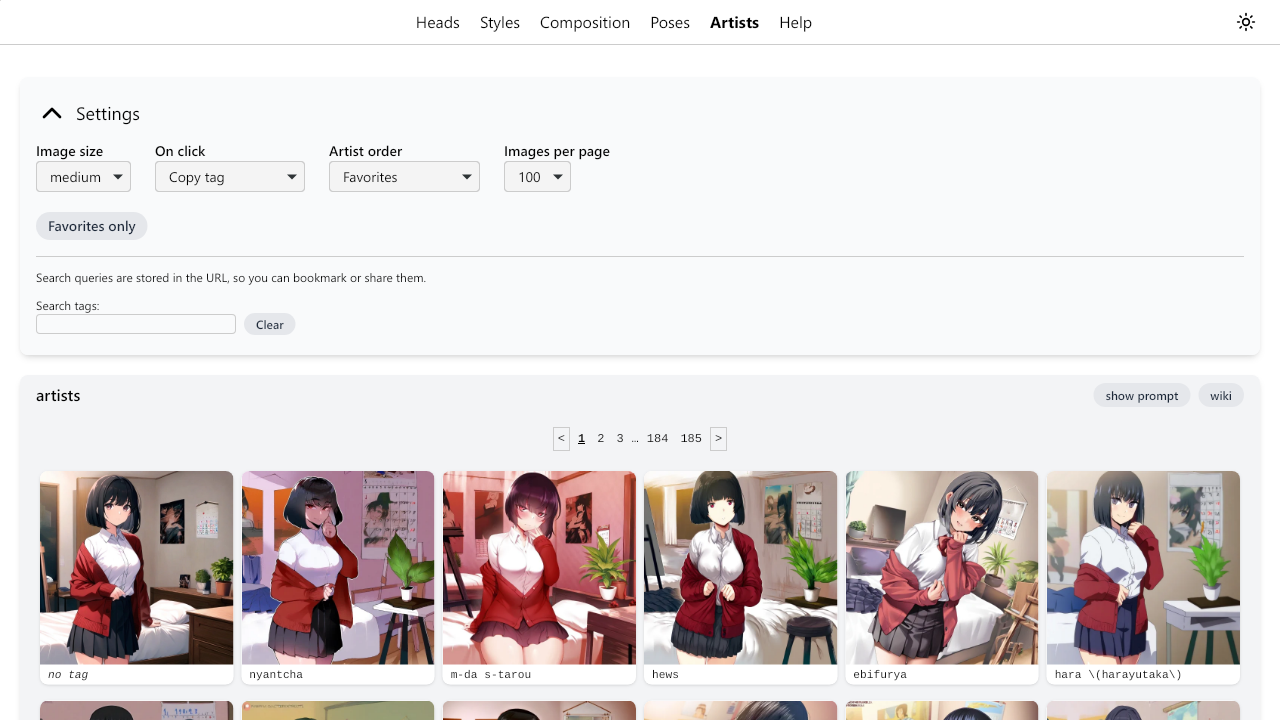 Heads Styles Composition Poses Artists Help
Settings
Image size On click Artist order Images per page
medium Copy tag Favorites 100
Favorites only
Search queries are stored in the URL, so you can bookmark or share them.
Search tags:
Clear
artists show prompt wiki
< 1 2 3 … 184 185 >
no tag nyantcha m-da s-tarou hews ebifurya hara \(harayutaka\)